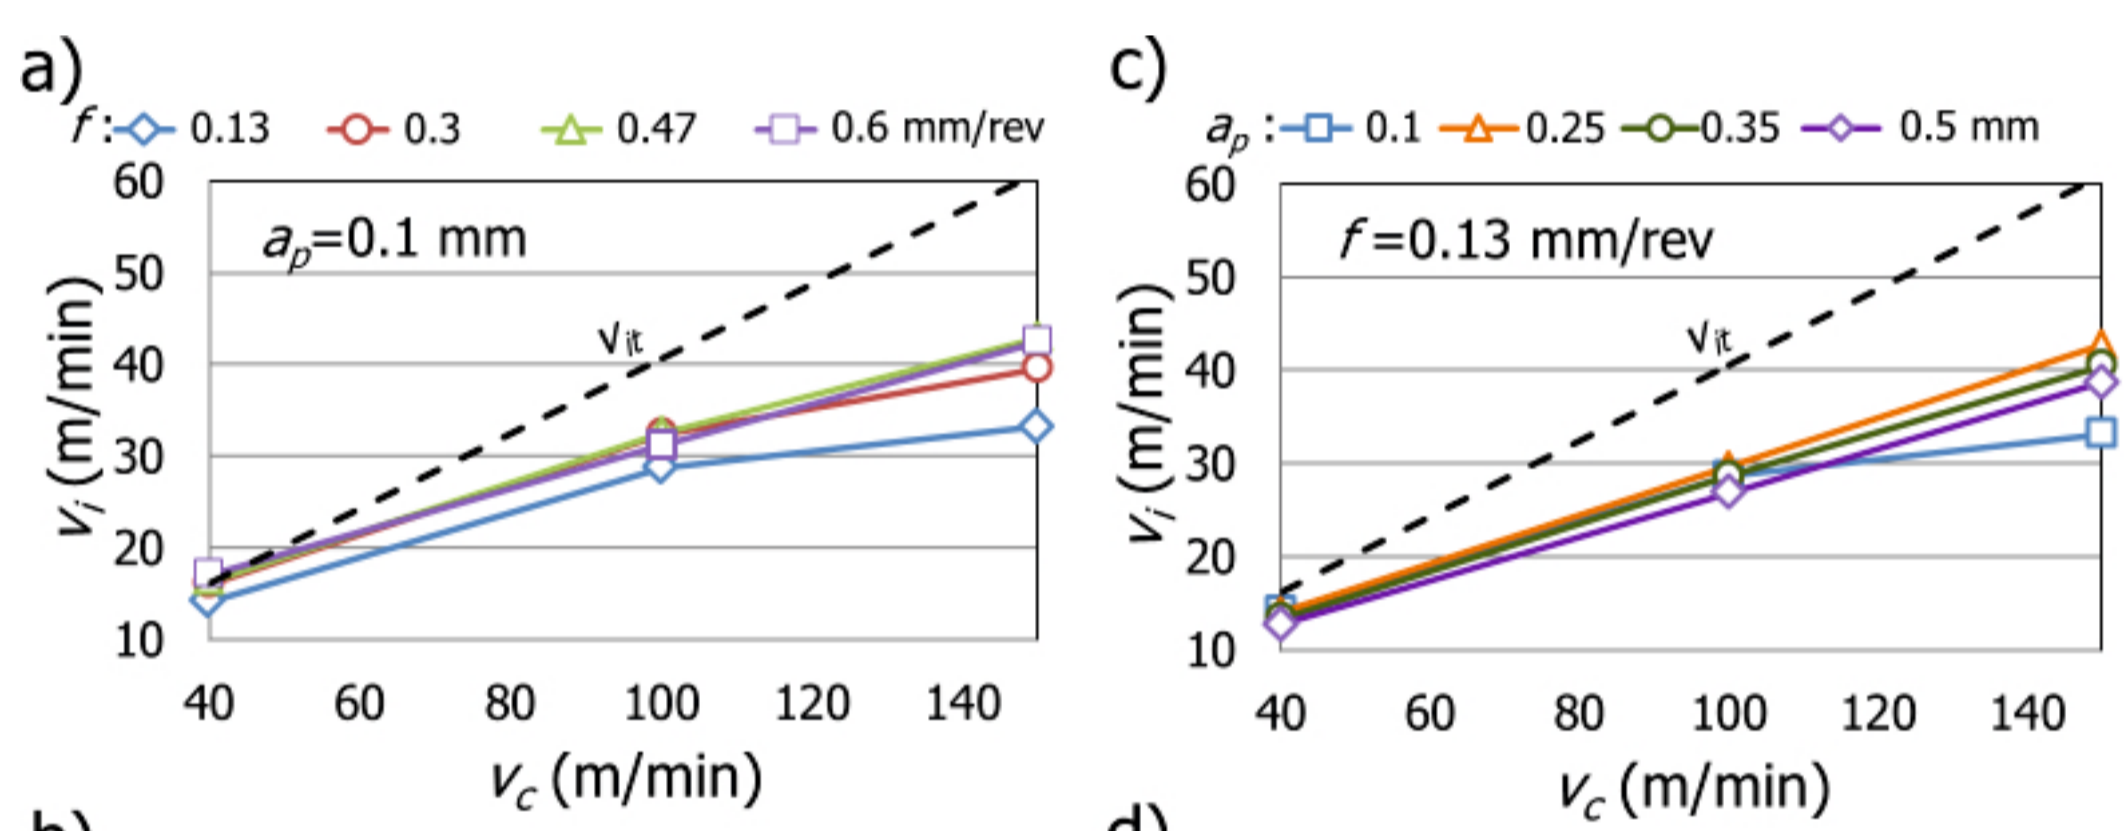 a)
f : 0.13 0.3 0.47 0.6 mm/rev
60
50
40
30
20
10
aₚ=0.1 mm
vᵢₜ
vᵢ (m/min)
40 60 80 100 120 140
v꜀ (m/min)
b)
c)
aₚ : 0.1 0.25 0.35 0.5 mm
60
50
40
30
20
10
f =0.13 mm/rev
vᵢₜ
vᵢ (m/min)
40 60 80 100 120 140
v꜀ (m/min)
d)